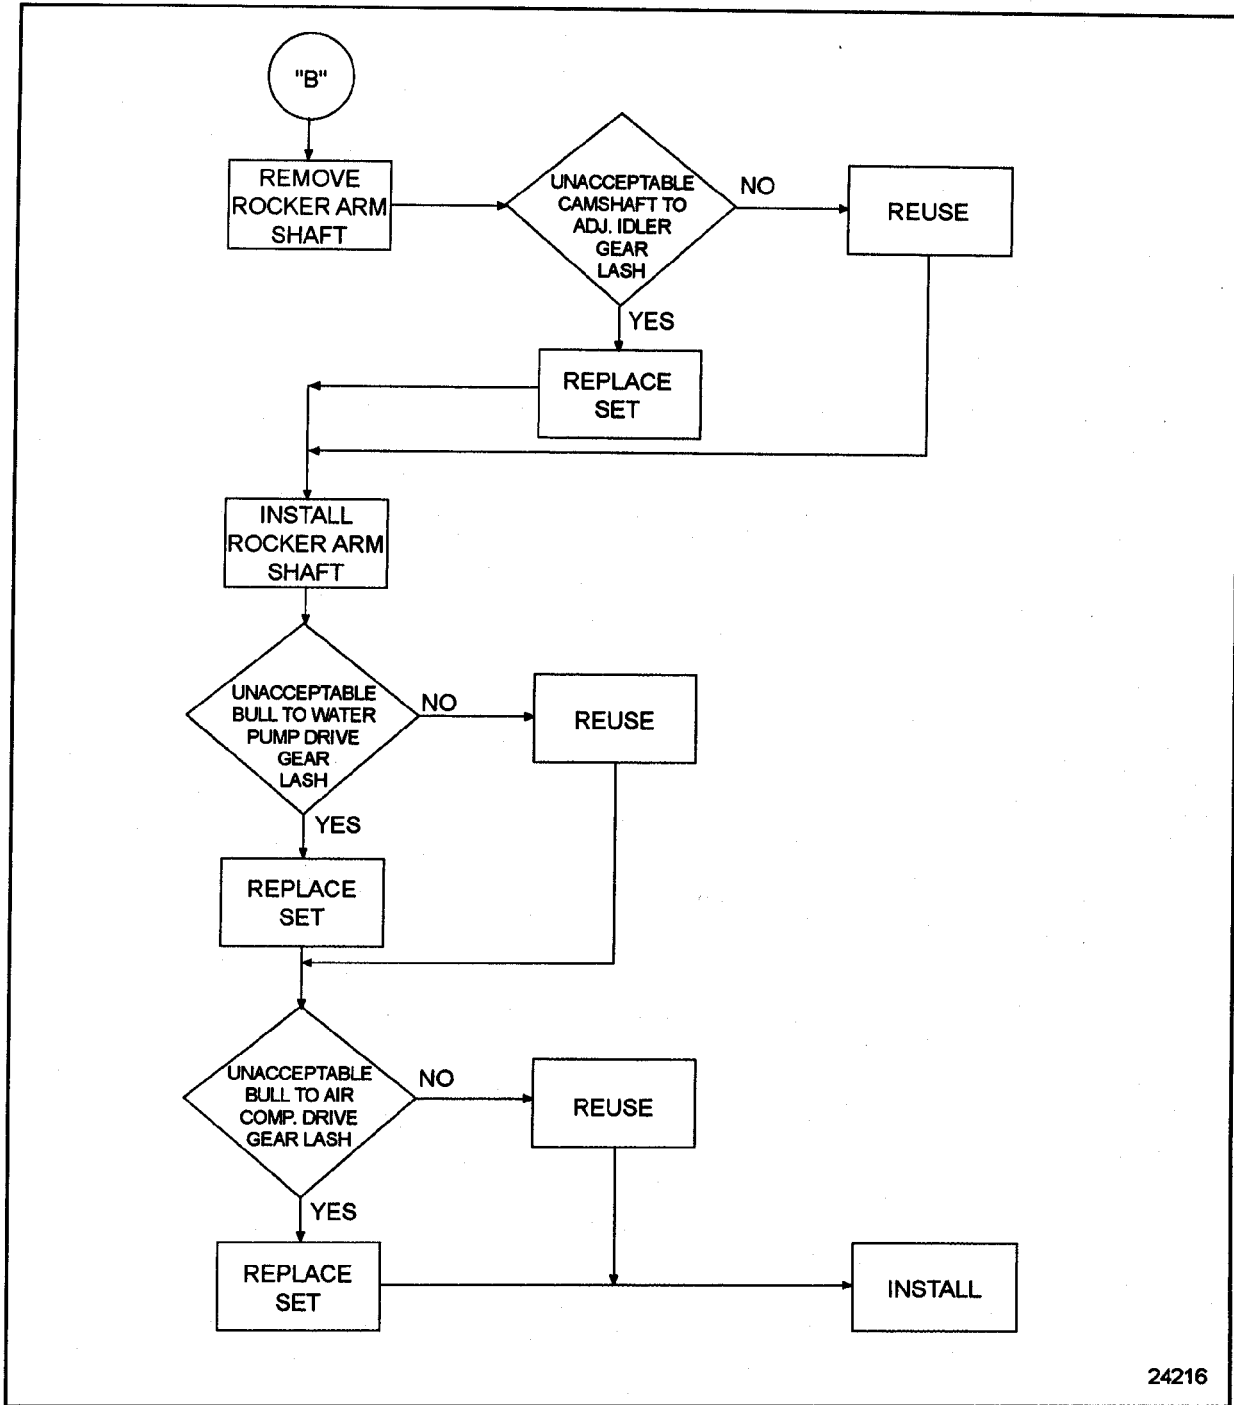 "B"
REMOVE
ROCKER ARM
SHAFT
UNACCEPTABLE
CAMSHAFT TO
ADJ. IDLER
GEAR
LASH
NO
REUSE
YES
REPLACE
SET
INSTALL
ROCKER ARM
SHAFT
UNACCEPTABLE
BULL TO WATER
PUMP DRIVE
GEAR
LASH
NO
REUSE
YES
REPLACE
SET
UNACCEPTABLE
BULL TO AIR
COMP. DRIVE
GEAR LASH
NO
REUSE
YES
REPLACE
SET
INSTALL
24216